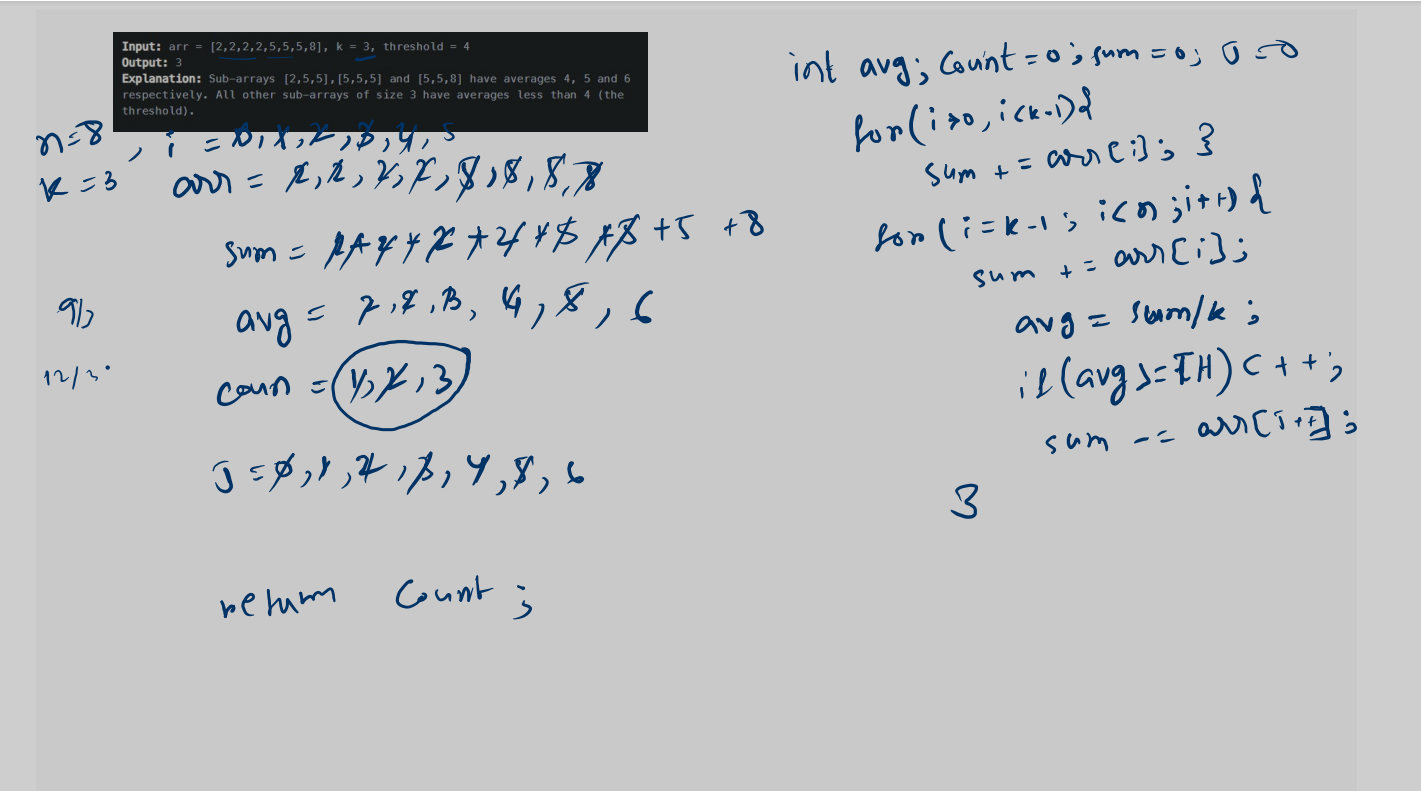 Input: arr = [2,2,2,2,5,5,5,8], k = 3, threshold = 4
Output: 3
Explanation: Sub-arrays [2,5,5],[5,5,5] and [5,5,8] have averages 4, 5 and 6
respectively. All other sub-arrays of size 3 have averages less than 4 (the
threshold).
n=8 , i = 0,1,2,3,4,5
k=3 arr = 2,2,2,2,5,5,5,8
sum = 2+2+2+2+5+5+5+8
9/3 avg = 2,2,3,4,5,6
12/3 coun = 1,2,3
J = 0,1,2,3,4,5,6
return Count;
int avg; Count=0; sum=0; J=0
for(i>0, i<k-1){
sum += arr[i]; }
for(i=k-1; i<n; i++){
sum += arr[i];
avg = sum/k;
if(avg>=TH) C++;
sum -= arr[J++];
3